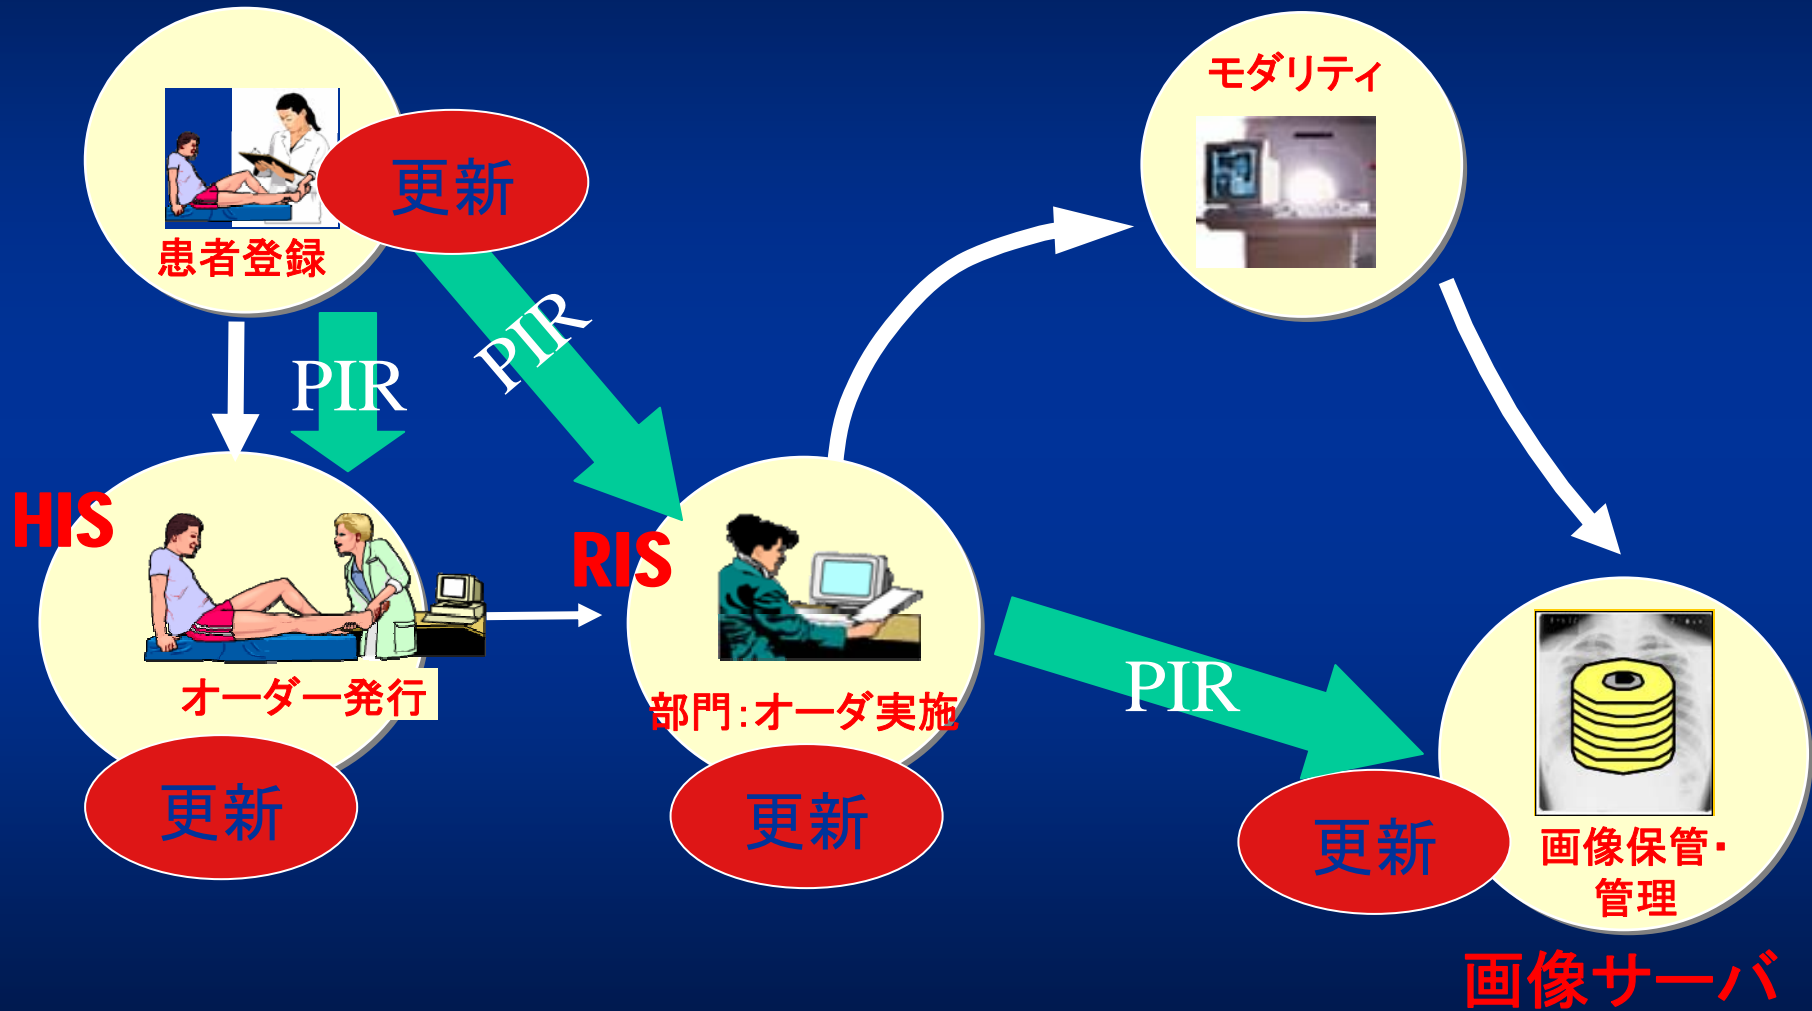 モダリティ
更新
患者登録
PIR
PIR
HIS
RIS
オーダー発行
部門:オーダ実施
PIR
更新
更新
更新
画像保管・
管理
画像サーバ